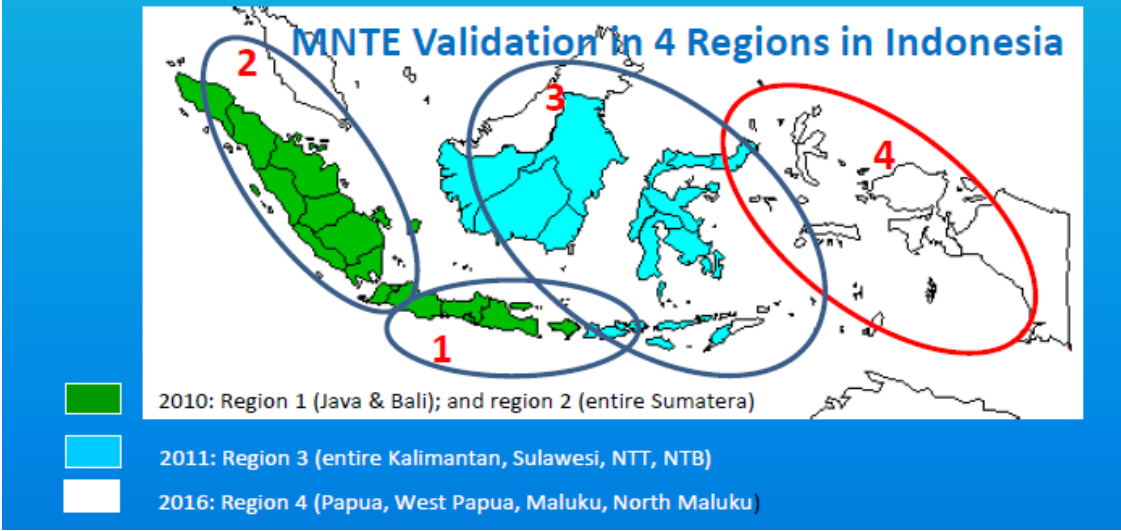 MNTE Validation in 4 Regions in Indonesia
2
3
4
1
2010: Region 1 (Java & Bali); and region 2 (entire Sumatera)
2011: Region 3 (entire Kalimantan, Sulawesi, NTT, NTB)
2016: Region 4 (Papua, West Papua, Maluku, North Maluku)